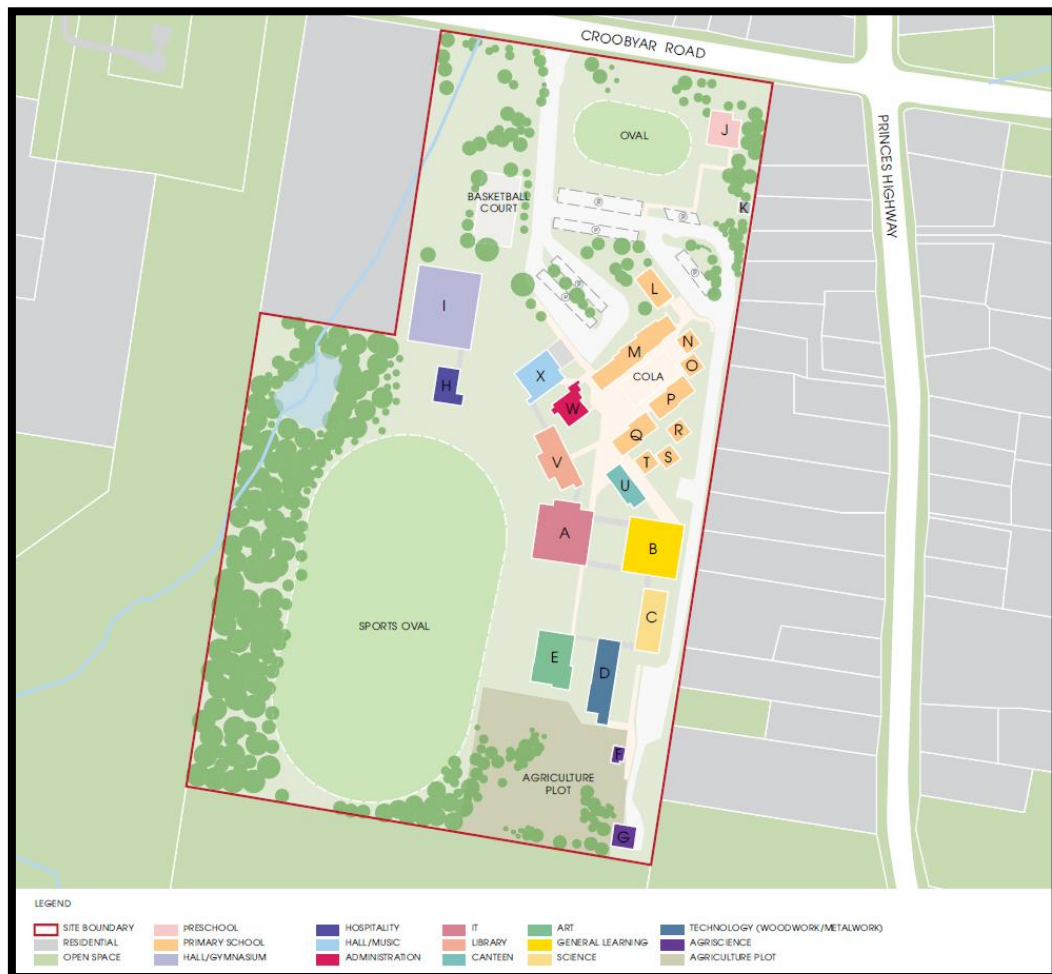 CROOBYAR ROAD
PRINCES HIGHWAY
OVAL
J
BASKETBALL
COURT
K
P
P
P
P
P
P
L
I
M
N
O
COLA
X
H
W
P
Q
R
S
T
V
U
A
B
C
SPORTS OVAL
E
D
F
AGRICULTURE
PLOT
G
LEGEND
SITE BOUNDARY
RESIDENTIAL
OPEN SPACE
PRESCHOOL
PRIMARY SCHOOL
HALL/GYMNASIUM
HOSPITALITY
HALL/MUSIC
ADMINISTRATION
IT
LIBRARY
CANTEEN
ART
GENERAL LEARNING
SCIENCE
TECHNOLOGY (WOODWORK/METALWORK)
AGRISCIENCE
AGRICULTURE PLOT